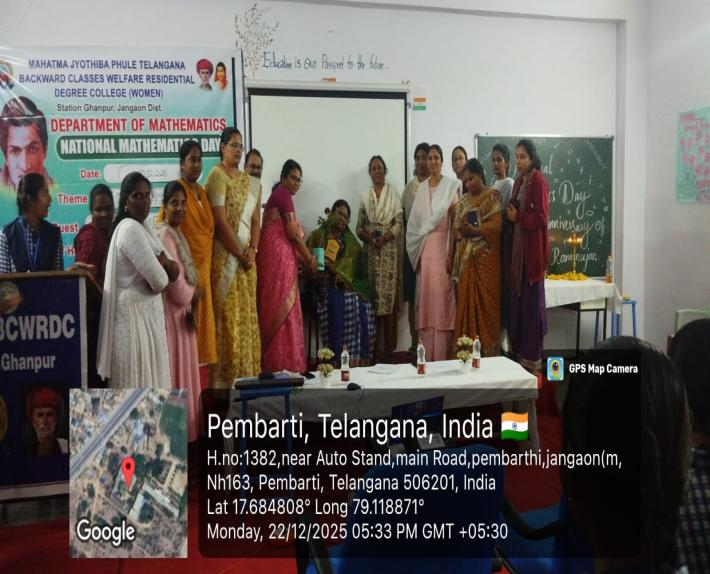 Education is Our Passport to the future...
MAHATMA JYOTHIBA PHULE TELANGANA
BACKWARD CLASSES WELFARE RESIDENTIAL
DEGREE COLLEGE (WOMEN)
Station Ghanpur, Jangaon Dist.
DEPARTMENT OF MATHEMATICS
NATIONAL MATHEMATICS DAY
Date
12.2025
Theme
Day
Anniversary Of
Ramanujan.
BCWRDC
Ghanpur
GPS Map Camera
Google
Pembarti, Telangana, India
H.no:1382,near Auto Stand,main Road,pembarthi,jangaon(m,
Nh163, Pembarti, Telangana 506201, India
Lat 17.684808° Long 79.118871°
Monday, 22/12/2025 05:33 PM GMT +05:30